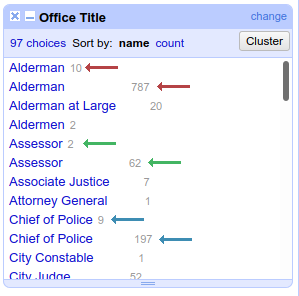 Office Title change
97 choices Sort by: name count Cluster
Alderman 10
Alderman 787
Alderman at Large 20
Aldermen 2
Assessor 2
Assessor 62
Associate Justice 7
Attorney General 1
Chief of Police 9
Chief of Police 197
City Constable 1
City Judge 52